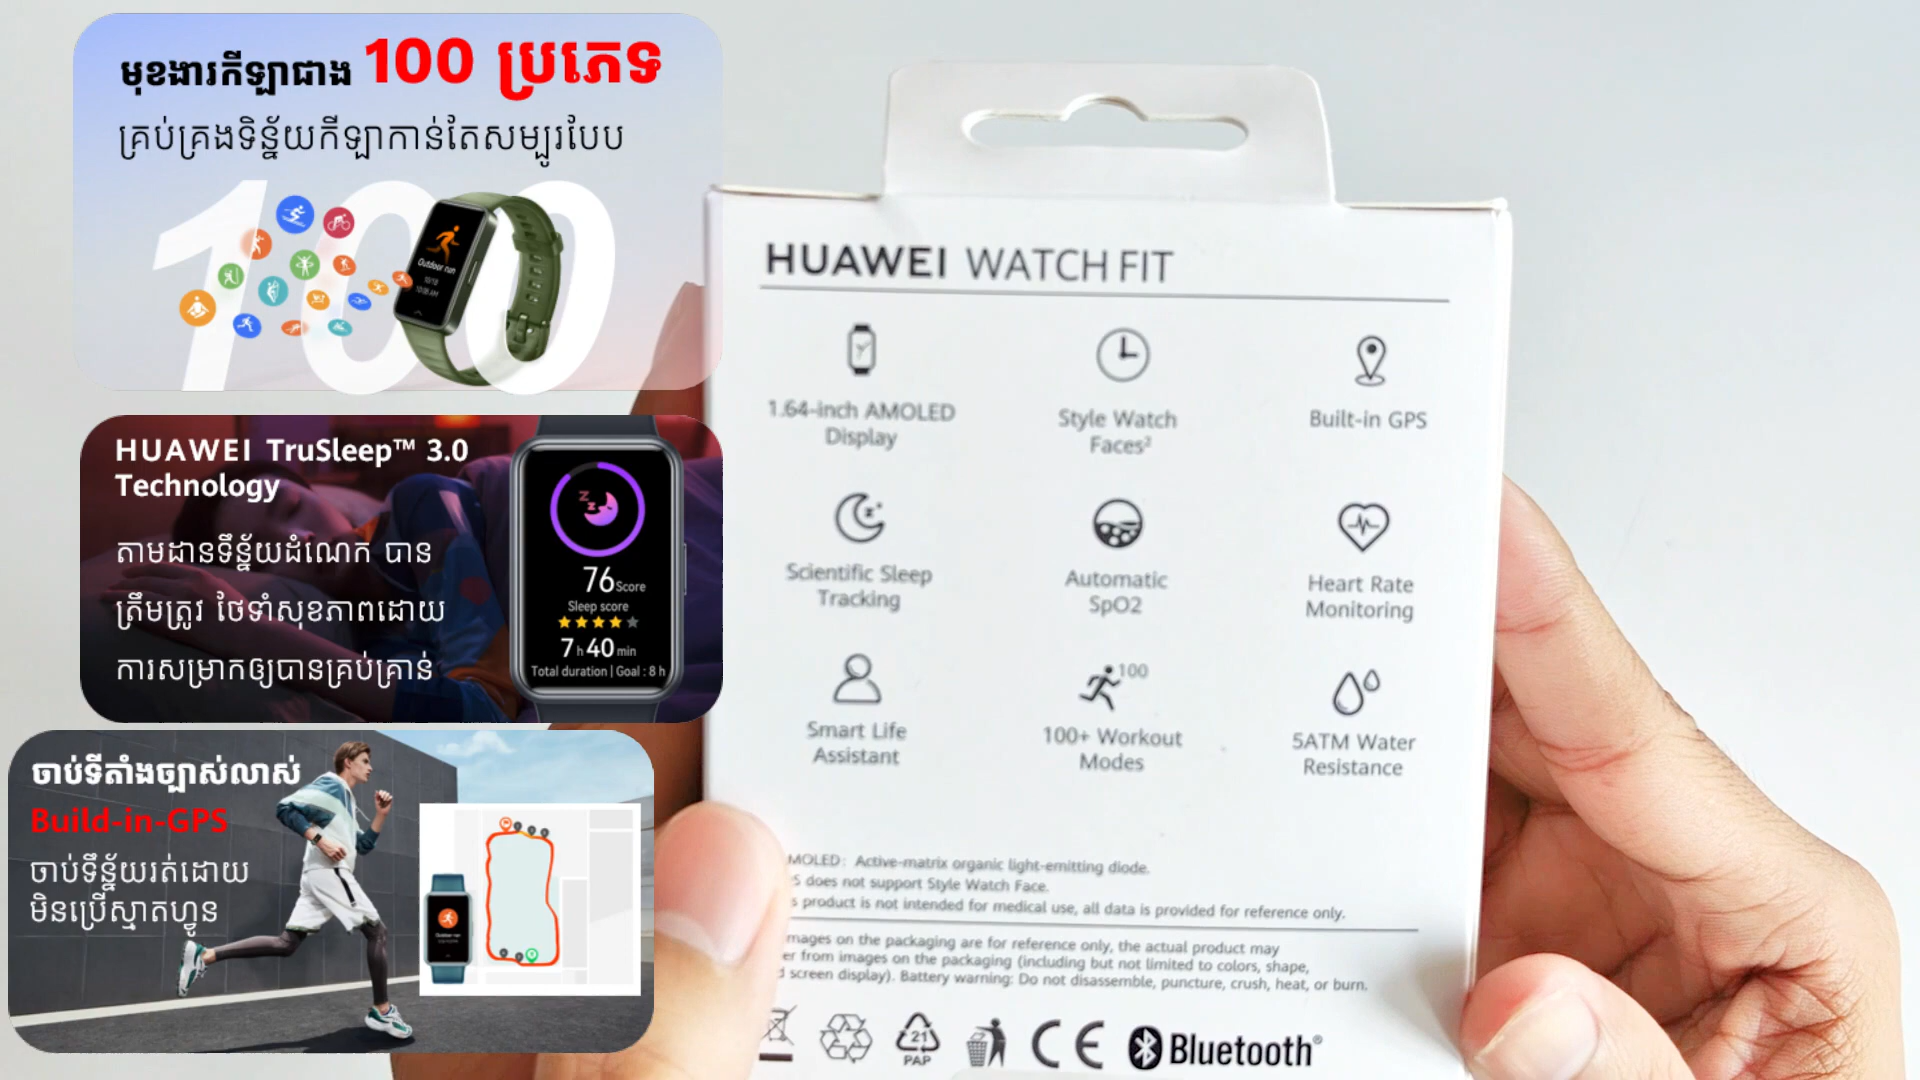 មុខងារកីឡាជាង 100 ប្រភេទ
គ្រប់គ្រងទិន្ន័យកីឡាកាន់តែសម្បូរបែប
100
Outdoor run
10/18
10:08 AM
HUAWEI TruSleep™ 3.0
Technology
តាមដានទិន្ន័យដំណេក បាន
ត្រឹមត្រូវ ថែទាំសុខភាពដោយ
ការសម្រាកឲ្យបានគ្រប់គ្រាន់
76 Score
Sleep score
7 h 40 min
Total duration | Goal : 8 h
ចាប់ទីតាំងច្បាស់លាស់
Build-in-GPS
ចាប់ទិន្ន័យរត់ដោយ
មិនប្រើស្មាតហ្វូន
Outdoor run
HUAWEI WATCH FIT
1.64-inch AMOLED
Display
Style Watch
Faces²
Built-in GPS
Scientific Sleep
Tracking
Automatic
SpO2
Heart Rate
Monitoring
Smart Life
Assistant
100
100+ Workout
Modes
5ATM Water
Resistance
MOLED: Active-matrix organic light-emitting diode.
S does not support Style Watch Face.
s product is not intended for medical use, all data is provided for reference only.
mages on the packaging are for reference only, the actual product may
er from images on the packaging (including but not limited to colors, shape,
d screen display). Battery warning: Do not disassemble, puncture, crush, heat, or burn.
21
PAP
CE
Bluetooth®